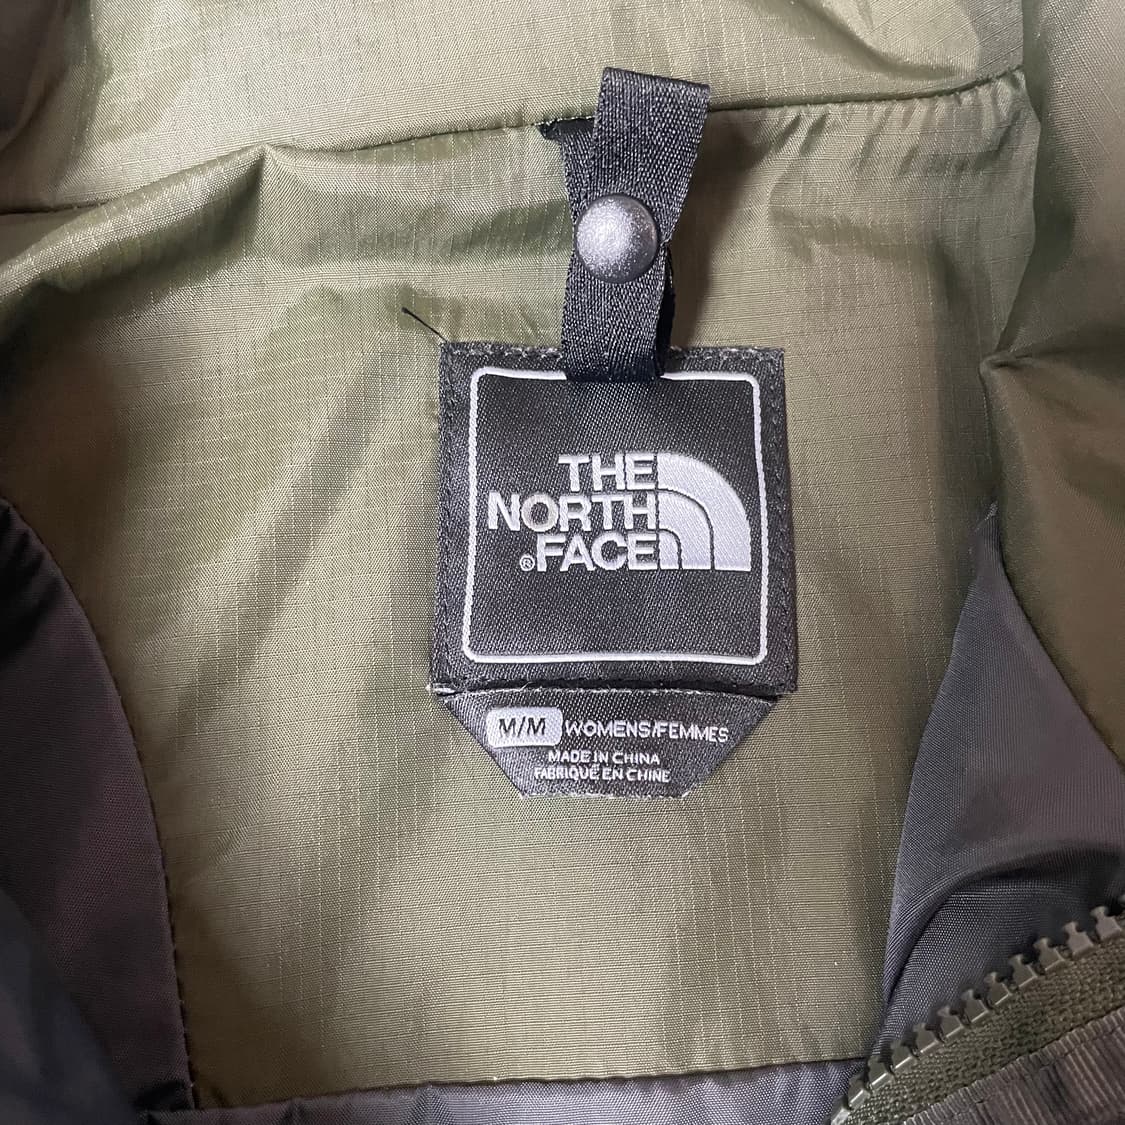 THE
NORTH
®FACE
M/M WOMENS/FEMMES
MADE IN CHINA
FABRIQUÉ EN CHINE